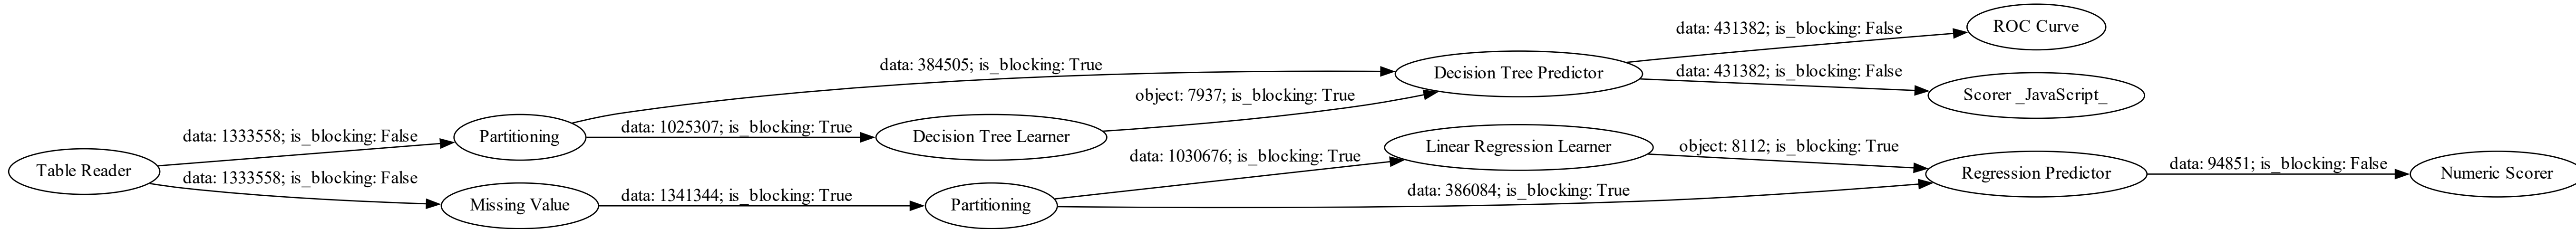 data: 431382; is_blocking: False
ROC Curve
data: 384505; is_blocking: True
Decision Tree Predictor
data: 431382; is_blocking: False
Scorer _JavaScript_
object: 7937; is_blocking: True
data: 1333558; is_blocking: False
Partitioning
data: 1025307; is_blocking: True
Decision Tree Learner
Table Reader
data: 1333558; is_blocking: False
Missing Value
data: 1341344; is_blocking: True
Partitioning
data: 1030676; is_blocking: True
Linear Regression Learner
object: 8112; is_blocking: True
data: 386084; is_blocking: True
Regression Predictor
data: 94851; is_blocking: False
Numeric Scorer